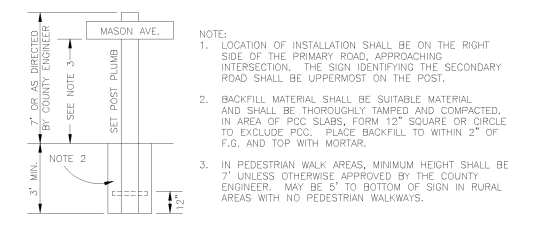 MASON AVE.
7' OR AS DIRECTED
BY COUNTY ENGINEER
SEE NOTE 3
SET POST PLUMB
3' MIN.
NOTE 2
12"
NOTE:
1. LOCATION OF INSTALLATION SHALL BE ON THE RIGHT
SIDE OF THE PRIMARY ROAD, APPROACHING
INTERSECTION. THE SIGN IDENTIFYING THE SECONDARY
ROAD SHALL BE UPPERMOST ON THE POST.
2. BACKFILL MATERIAL SHALL BE SUITABLE MATERIAL
AND SHALL BE THOROUGHLY TAMPED AND COMPACTED.
IN AREA OF PCC SLABS, FORM 12" SQUARE OR CIRCLE
TO EXCLUDE PCC. PLACE BACKFILL TO WITHIN 2" OF
F.G. AND TOP WITH MORTAR.
3. IN PEDESTRIAN WALK AREAS, MINIMUM HEIGHT SHALL BE
7' UNLESS OTHERWISE APPROVED BY THE COUNTY
ENGINEER. MAY BE 5' TO BOTTOM OF SIGN IN RURAL
AREAS WITH NO PEDESTRIAN WALKWAYS.